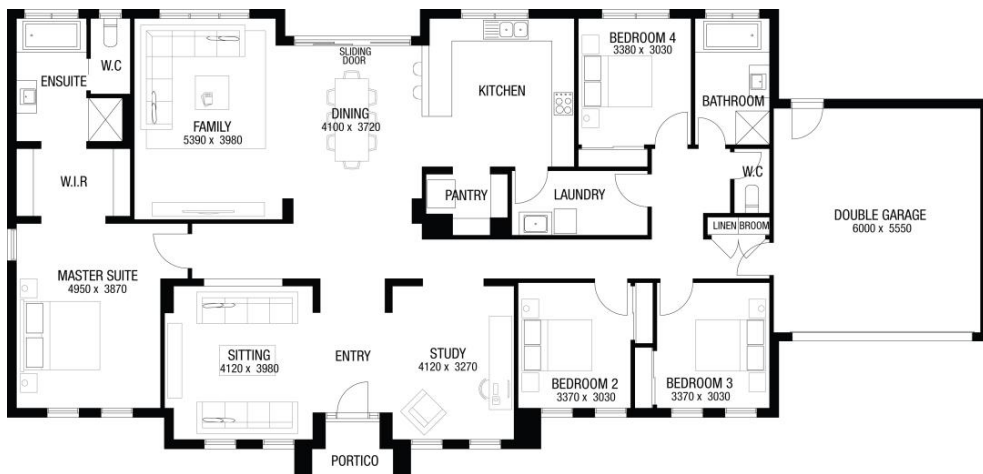 ENSUITE
W.C
FAMILY
5390 x 3980
SLIDING
DOOR
DINING
4100 x 3720
KITCHEN
BEDROOM 4
3380 x 3030
BATHROOM
W.I.R
PANTRY
LAUNDRY
W.C
LINEN
BROOM
DOUBLE GARAGE
6000 x 5550
MASTER SUITE
4950 x 3870
SITTING
4120 x 3980
ENTRY
STUDY
4120 x 3270
BEDROOM 2
3370 x 3030
BEDROOM 3
3370 x 3030
PORTICO